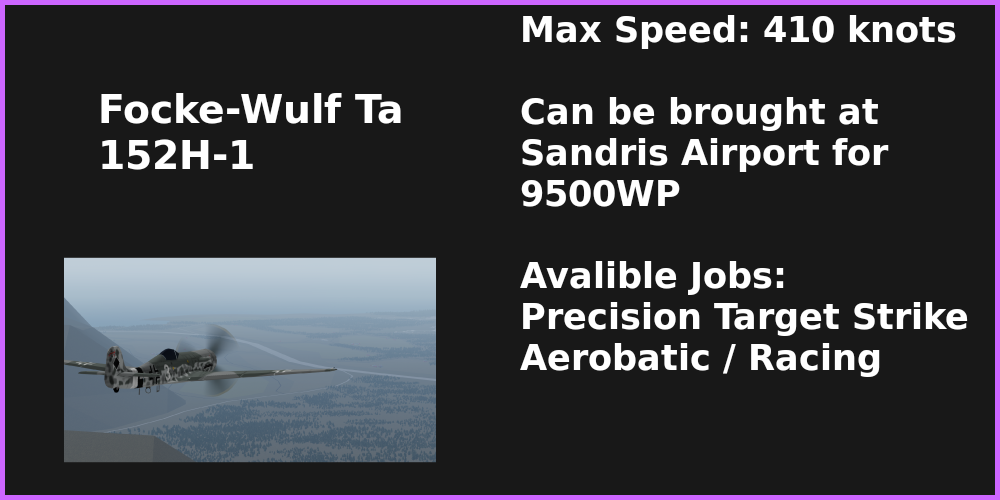 Focke-Wulf Ta
152H-1
Max Speed: 410 knots
Can be brought at
Sandris Airport for
9500WP
Avalible Jobs:
Precision Target Strike
Aerobatic / Racing